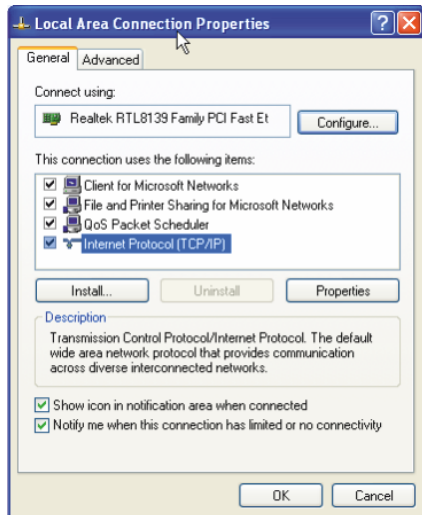 Local Area Connection Properties
General
Advanced
Connect using:
Realtek RTL8139 Family PCI Fast Et
Configure...
This connection uses the following items:
Client for Microsoft Networks
File and Printer Sharing for Microsoft Networks
QoS Packet Scheduler
Internet Protocol (TCP/IP)
Install...
Uninstall
Properties
Description
Transmission Control Protocol/Internet Protocol. The default
wide area network protocol that provides communication
across diverse interconnected networks.
Show icon in notification area when connected
Notify me when this connection has limited or no connectivity
OK
Cancel